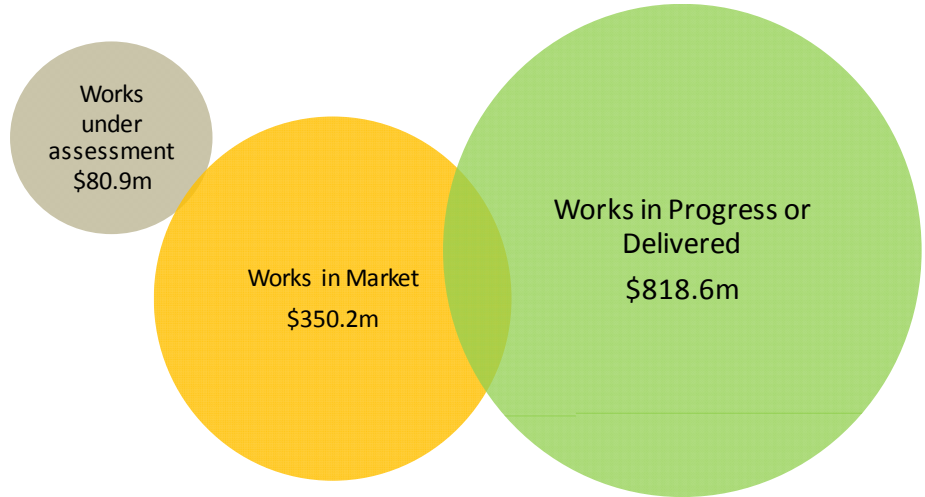 Works
under
assessment
$80.9m
Works in Market
$350.2m
Works in Progress or
Delivered
$818.6m